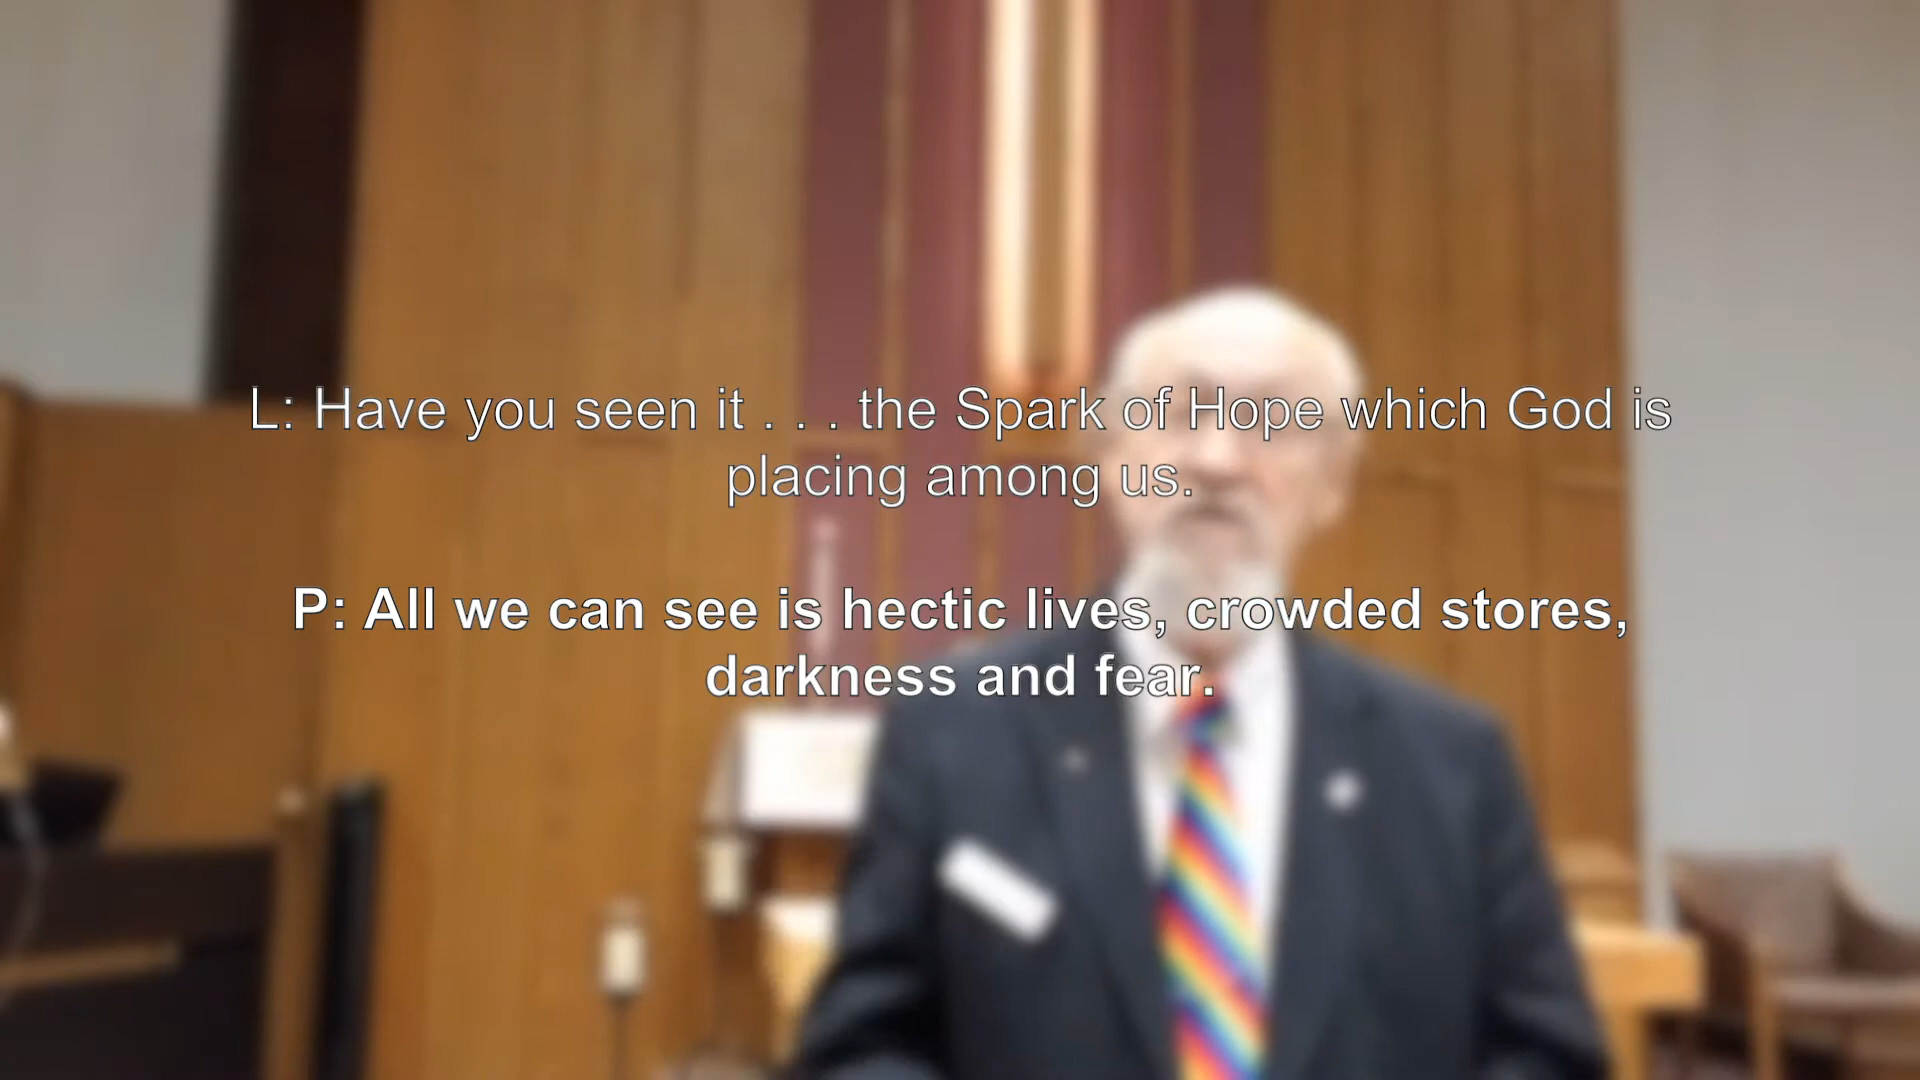 L: Have you seen it . . . the Spark of Hope which God is
placing among us.
P: All we can see is hectic lives, crowded stores,
darkness and fear.